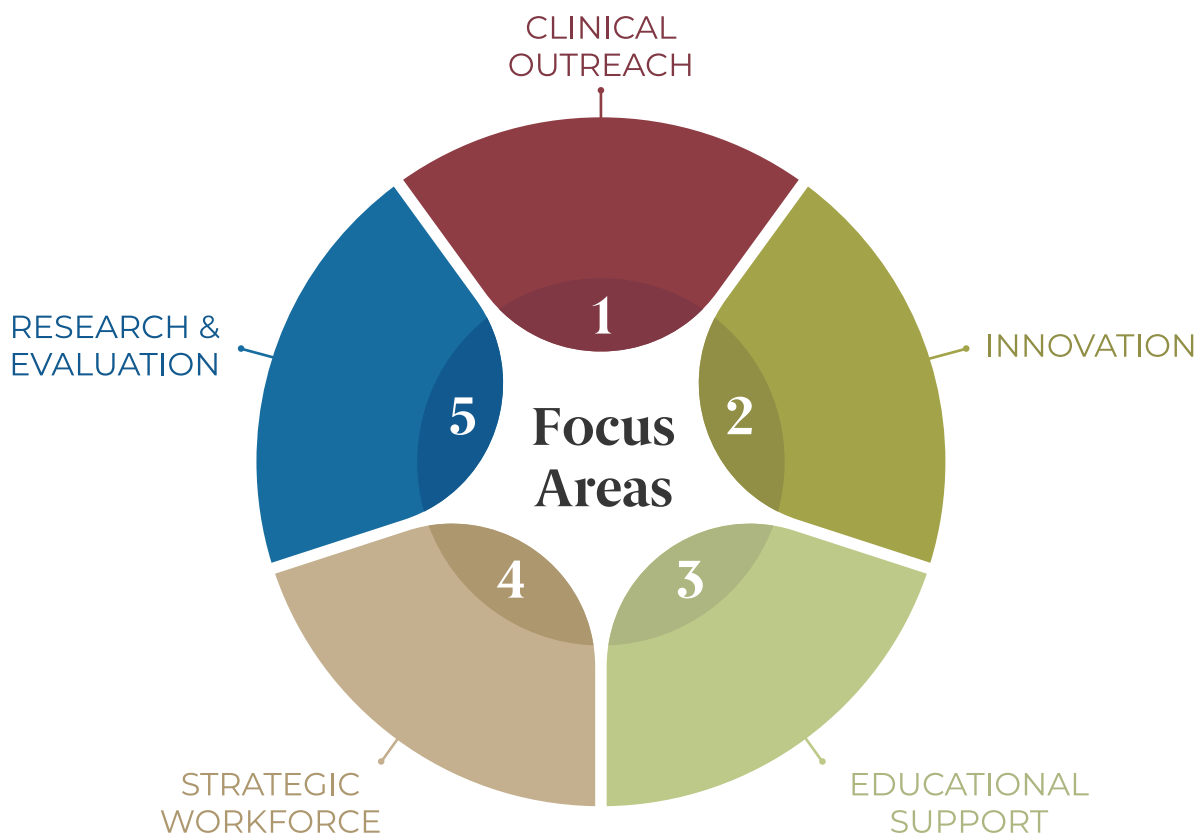 CLINICAL
OUTREACH
1
INNOVATION
2
EDUCATIONAL
SUPPORT
3
STRATEGIC
WORKFORCE
4
RESEARCH &
EVALUATION
5
Focus
Areas